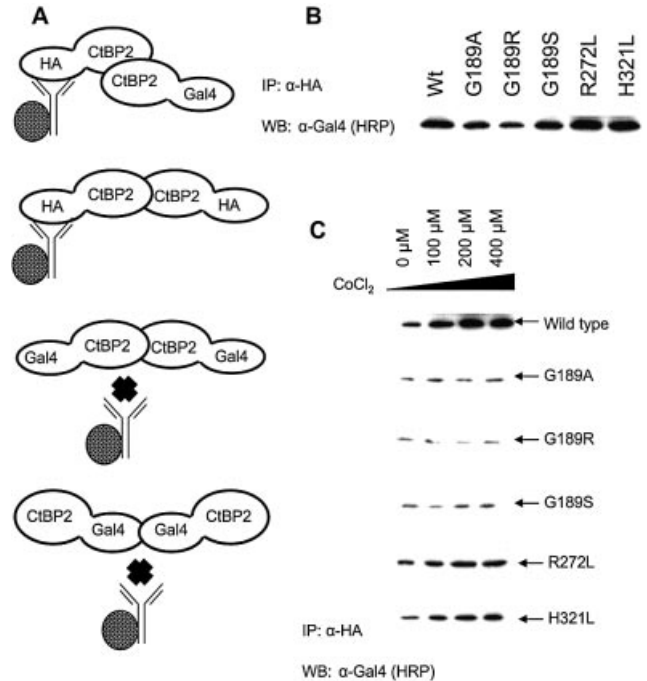 A
HA
CtBP2
CtBP2
Gal4
HA
CtBP2
CtBP2
HA
Gal4
CtBP2
CtBP2
Gal4
CtBP2
Gal4
Gal4
CtBP2
B
Wt
G189A
G189R
G189S
R272L
H321L
IP: α-HA
WB: α-Gal4 (HRP)
C
0 μM
100 μM
200 μM
400 μM
CoCl₂
Wild type
G189A
G189R
G189S
R272L
H321L
IP: α-HA
WB: α-Gal4 (HRP)